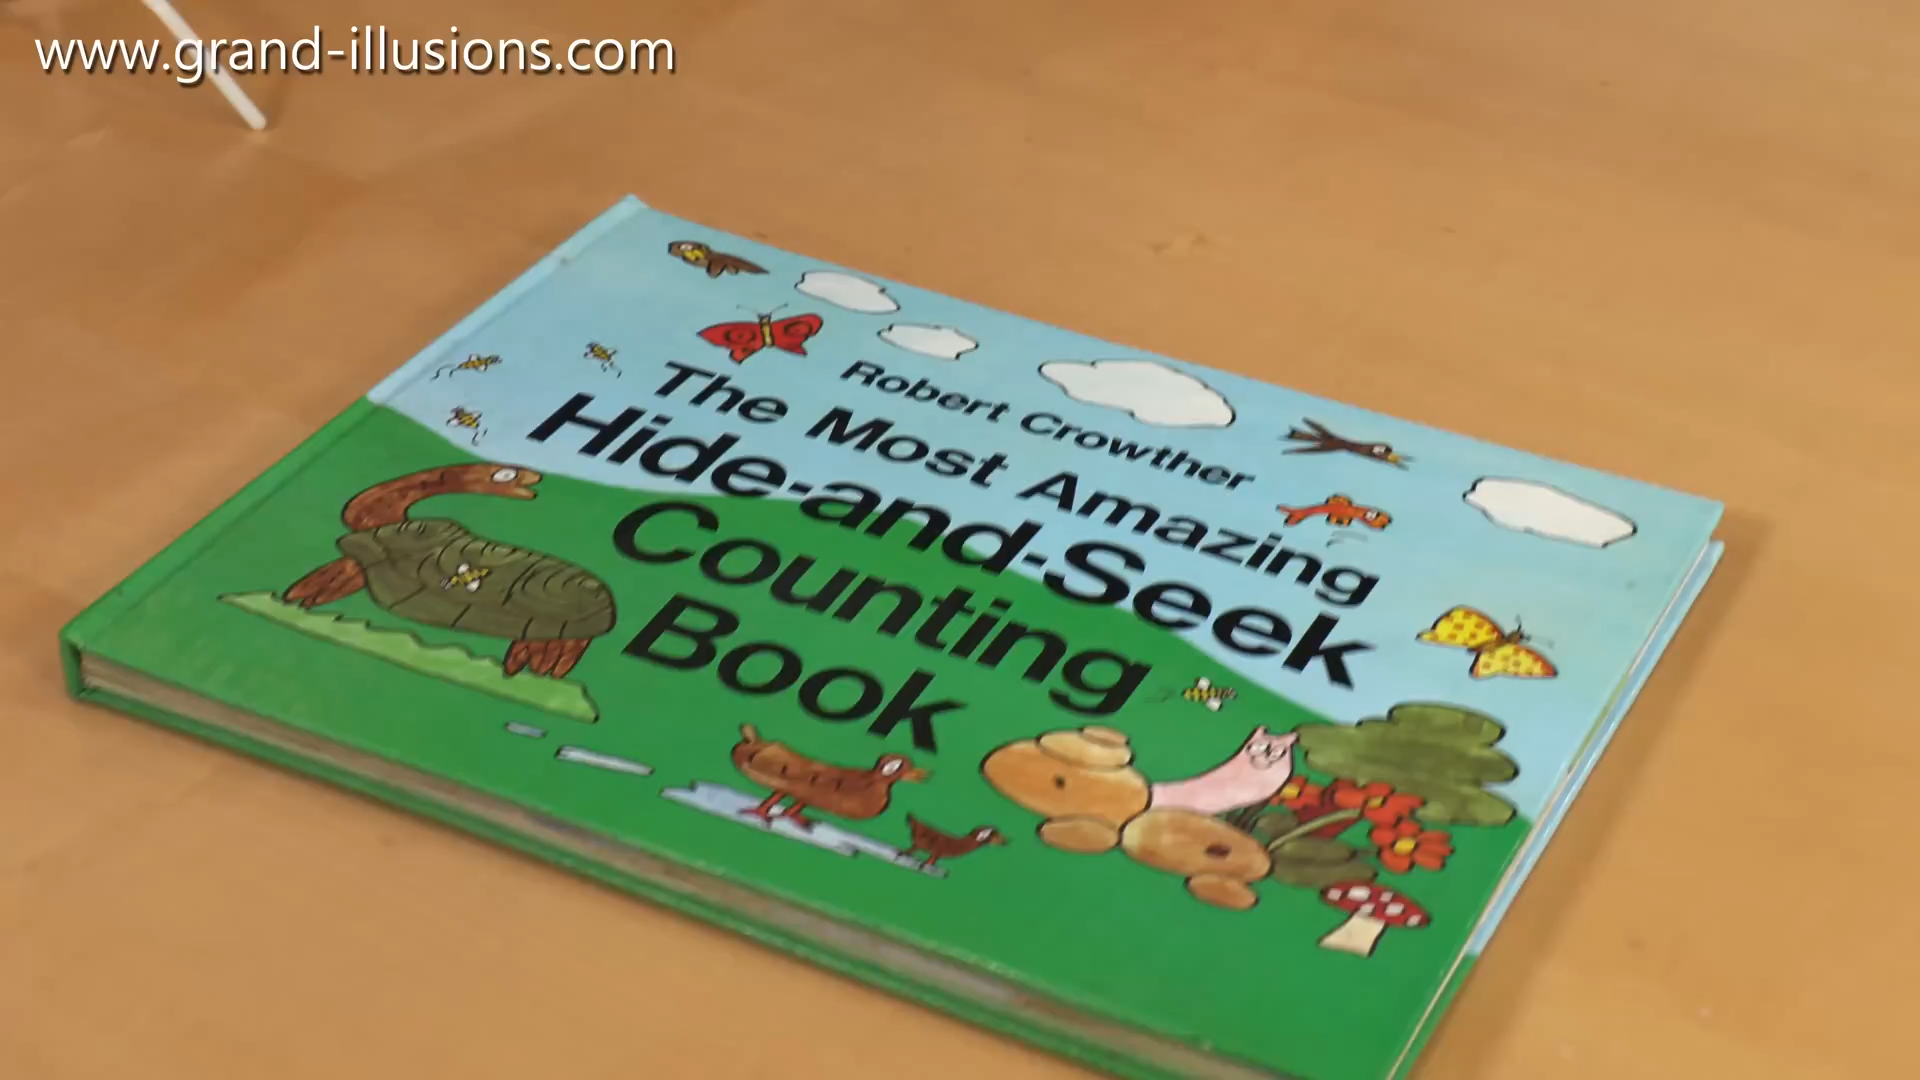 www.grand-illusions.com
Robert Crowther
The Most Amazing
Hide-and-Seek
Counting
Book